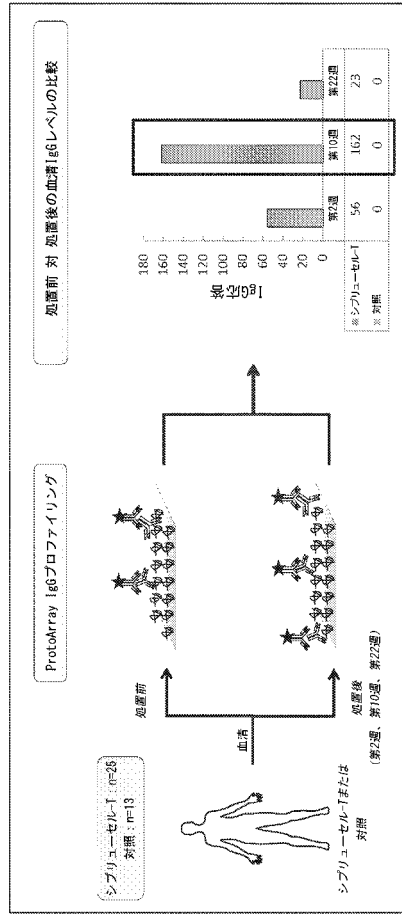 シプリューセル-T：n=25
対照：n=13
シプリューセル-Tまたは
対照
血清
処置前
処置後
(第2週、第10週、第22週)
ProtoArray IgGプロファイリング
処置前 対 処置後の血清IgGレベルの比較
IgG応答
180
160
140
120
100
80
60
40
20
0
第2週 第10週 第22週
※ シプリューセル-T 56 162 23
※ 対照 0 0 0